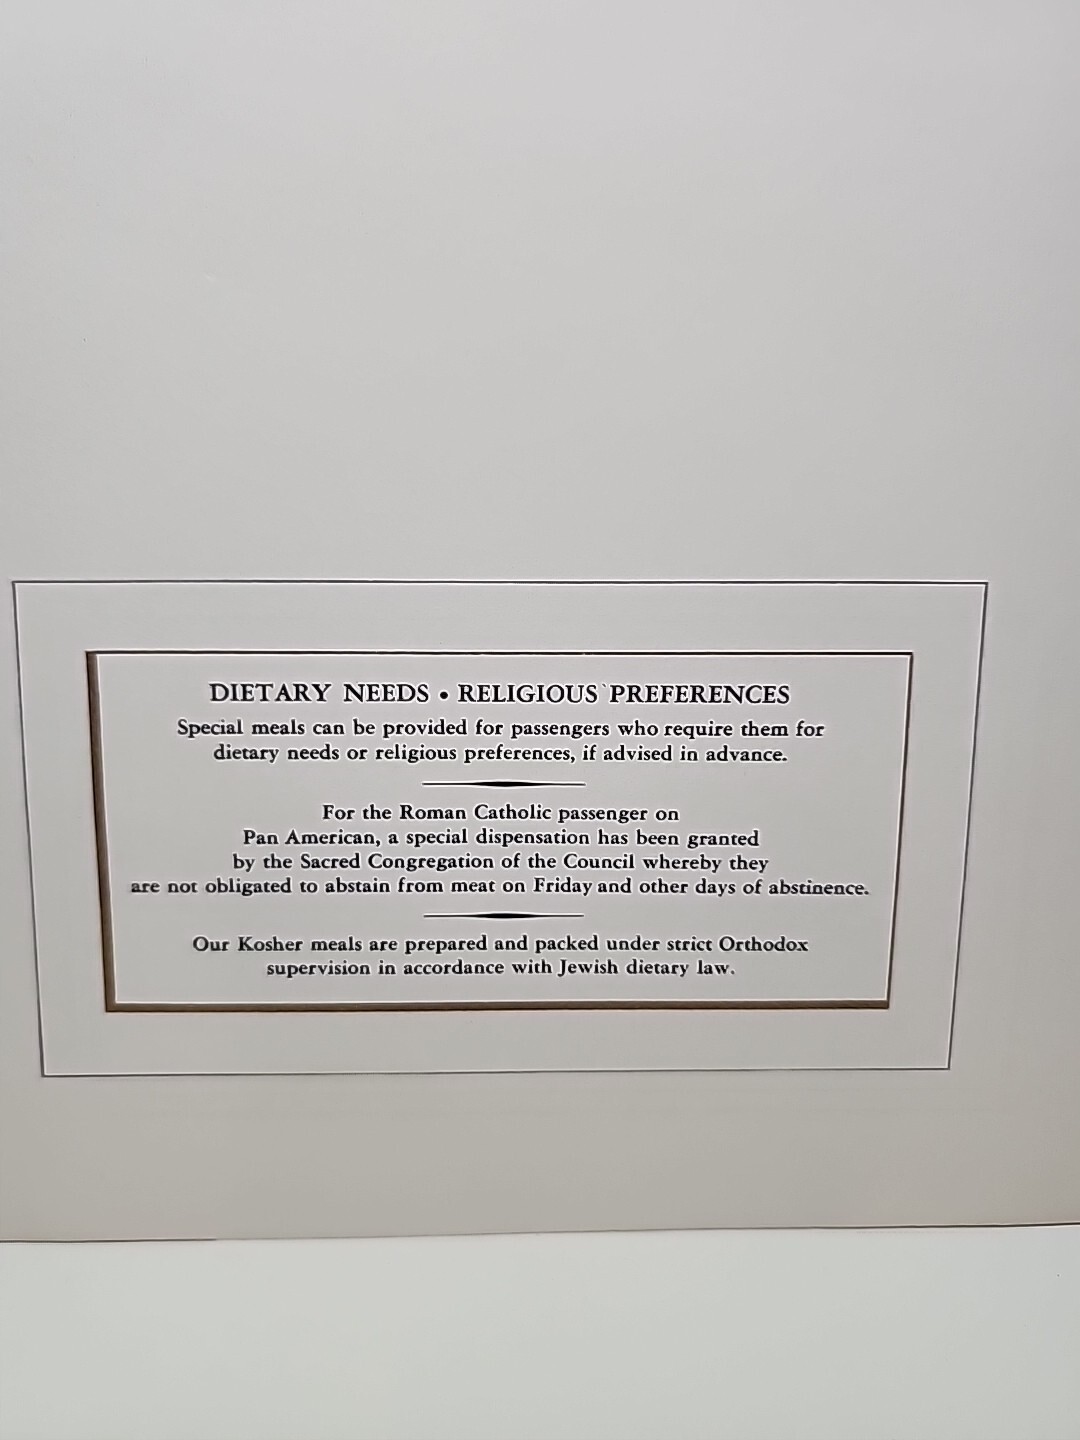 DIETARY NEEDS • RELIGIOUS PREFERENCES
Special meals can be provided for passengers who require them for
dietary needs or religious preferences, if advised in advance.
For the Roman Catholic passenger on
Pan American, a special dispensation has been granted
by the Sacred Congregation of the Council whereby they
are not obligated to abstain from meat on Friday and other days of abstinence.
Our Kosher meals are prepared and packed under strict Orthodox
supervision in accordance with Jewish dietary law.